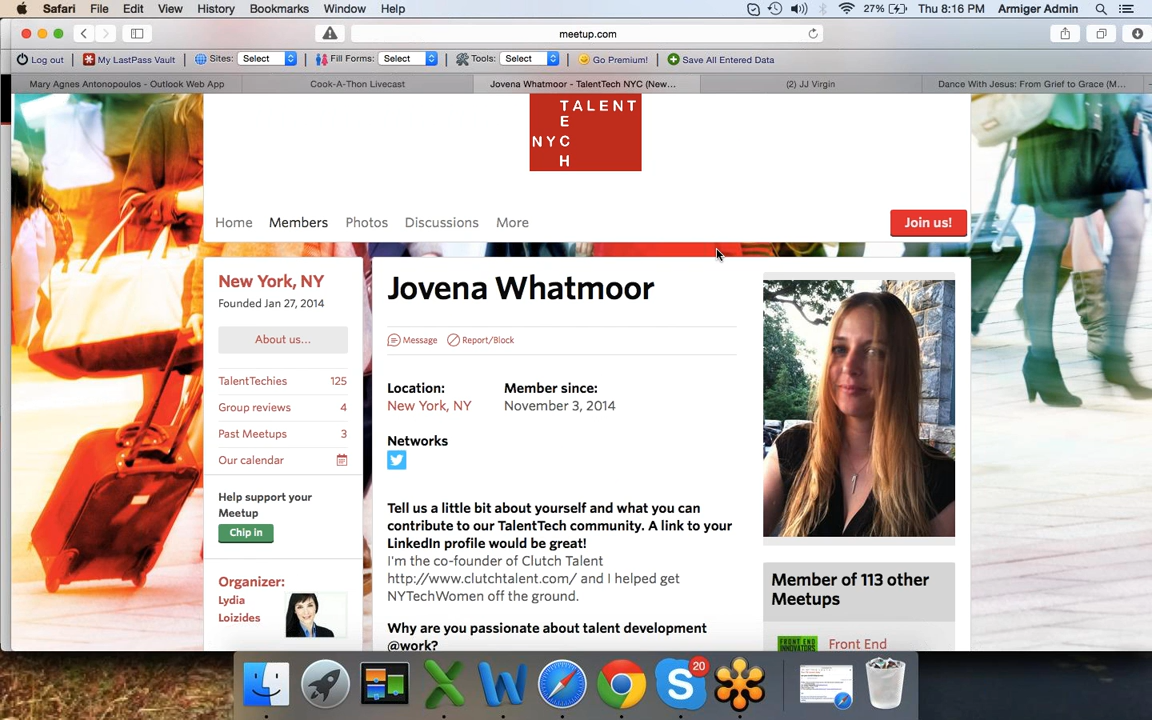 Safari File Edit View History Bookmarks Window Help 27% Thu 8:16 PM Armiger Admin
meetup.com
Log out My LastPass Vault Sites: Select Fill Forms: Select Tools: Select Go Premium! Save All Entered Data
Mary Agnes Antonopoulos - Outlook Web App Cook-A-Thon Livecast Jovena Whatmoor - TalentTech NYC (New... (2) JJ Virgin Dance With Jesus: From Grief to Grace (M...
TALENT
E
NYC
H
Home Members Photos Discussions More Join us!
New York, NY
Founded Jan 27, 2014
About us...
TalentTechies 125
Group reviews 4
Past Meetups 3
Our calendar
Help support your
Meetup
Chip in
Organizer:
Lydia
Loizides
Jovena Whatmoor
Message Report/Block
Location: Member since:
New York, NY November 3, 2014
Networks
Tell us a little bit about yourself and what you can
contribute to our TalentTech community. A link to your
LinkedIn profile would be great!
I'm the co-founder of Clutch Talent
http://www.clutchtalent.com/ and I helped get
NYTechWomen off the ground.
Why are you passionate about talent development
@work?
Member of 113 other
Meetups
FRONT END
Front End
20